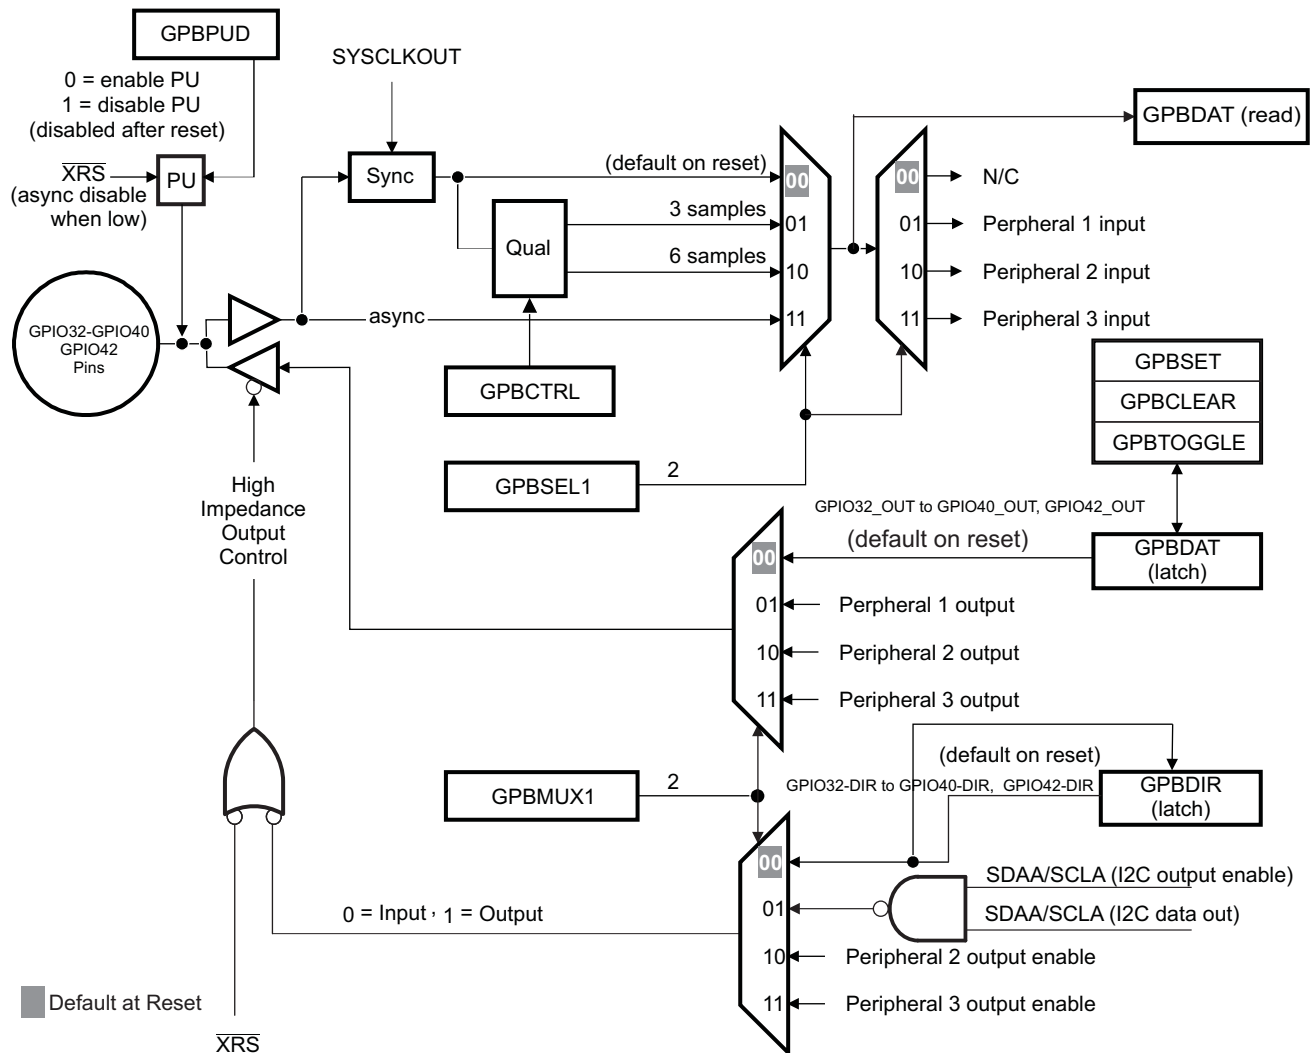 GPBPUD
0 = enable PU
1 = disable PU
(disabled after reset)
XRS
(async disable
when low)
PU
SYSCLKOUT
Sync
(default on reset)
3 samples
6 samples
Qual
async
GPIO32-GPIO40
GPIO42
Pins
GPBCTRL
GPBSEL1
2
00
01
10
11
GPBDAT (read)
00
01
10
11
N/C
Perpheral 1 input
Peripheral 2 input
Peripheral 3 input
GPBSET
GPBCLEAR
GPBTOGGLE
GPIO32_OUT to GPIO40_OUT, GPIO42_OUT
(default on reset)
GPBDAT
(latch)
High
Impedance
Output
Control
00
01
10
11
Perpheral 1 output
Peripheral 2 output
Peripheral 3 output
GPBMUX1
2
(default on reset)
GPIO32-DIR to GPIO40-DIR, GPIO42-DIR
GPBDIR
(latch)
00
01
10
11
SDAA/SCLA (I2C output enable)
SDAA/SCLA (I2C data out)
Peripheral 2 output enable
Peripheral 3 output enable
0 = Input, 1 = Output
Default at Reset
XRS